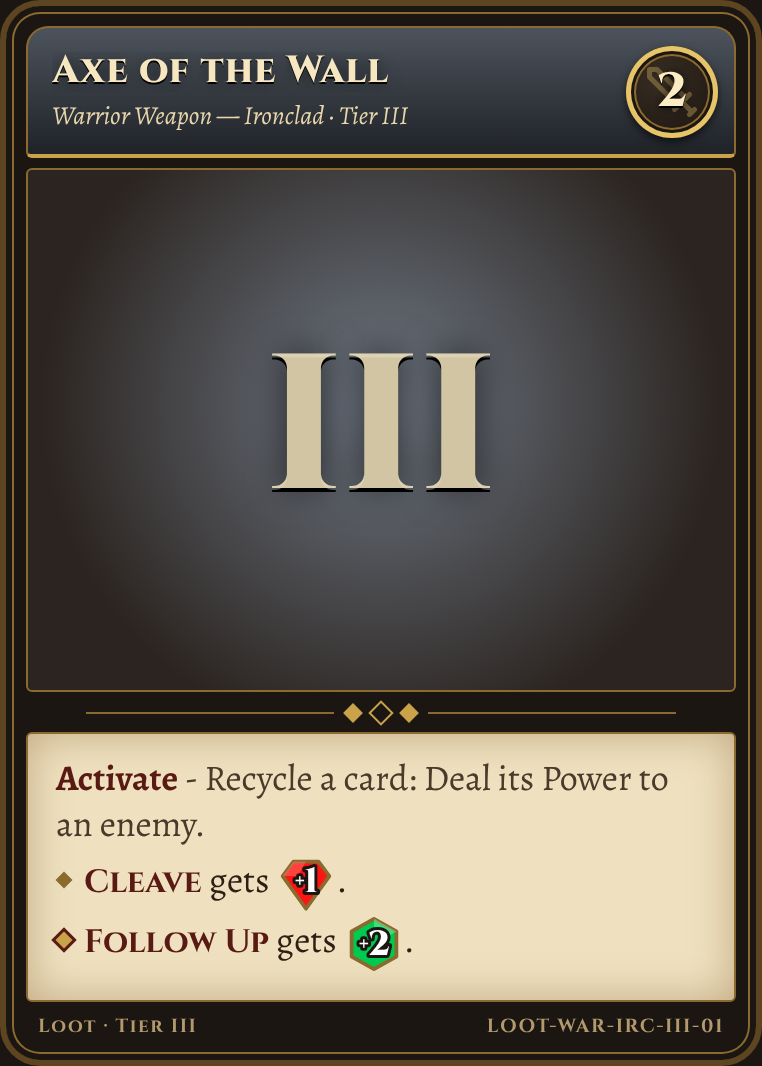 Axe of the Wall
Warrior Weapon — Ironclad · Tier III
2
III
Activate - Recycle a card: Deal its Power to
an enemy.
Cleave gets +1 .
Follow Up gets +2 .
Loot · Tier III
LOOT-WAR-IRC-III-01